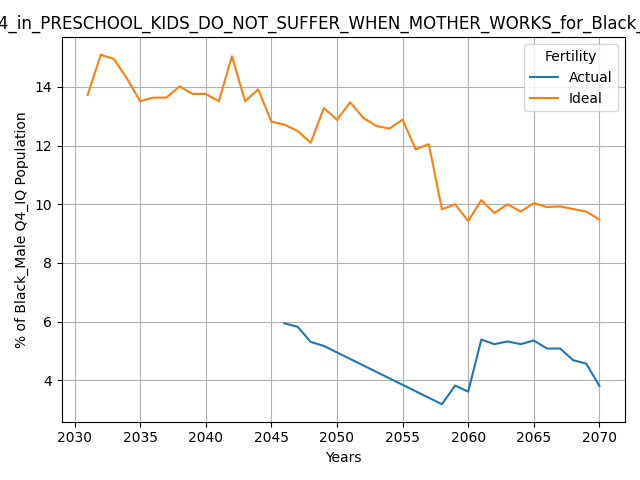 4_in_PRESCHOOL_KIDS_DO_NOT_SUFFER_WHEN_MOTHER_WORKS_for_Black_
Fertility
Actual
Ideal
% of Black_Male Q4_IQ Population
14
12
10
8
6
4
2030 2035 2040 2045 2050 2055 2060 2065 2070
Years